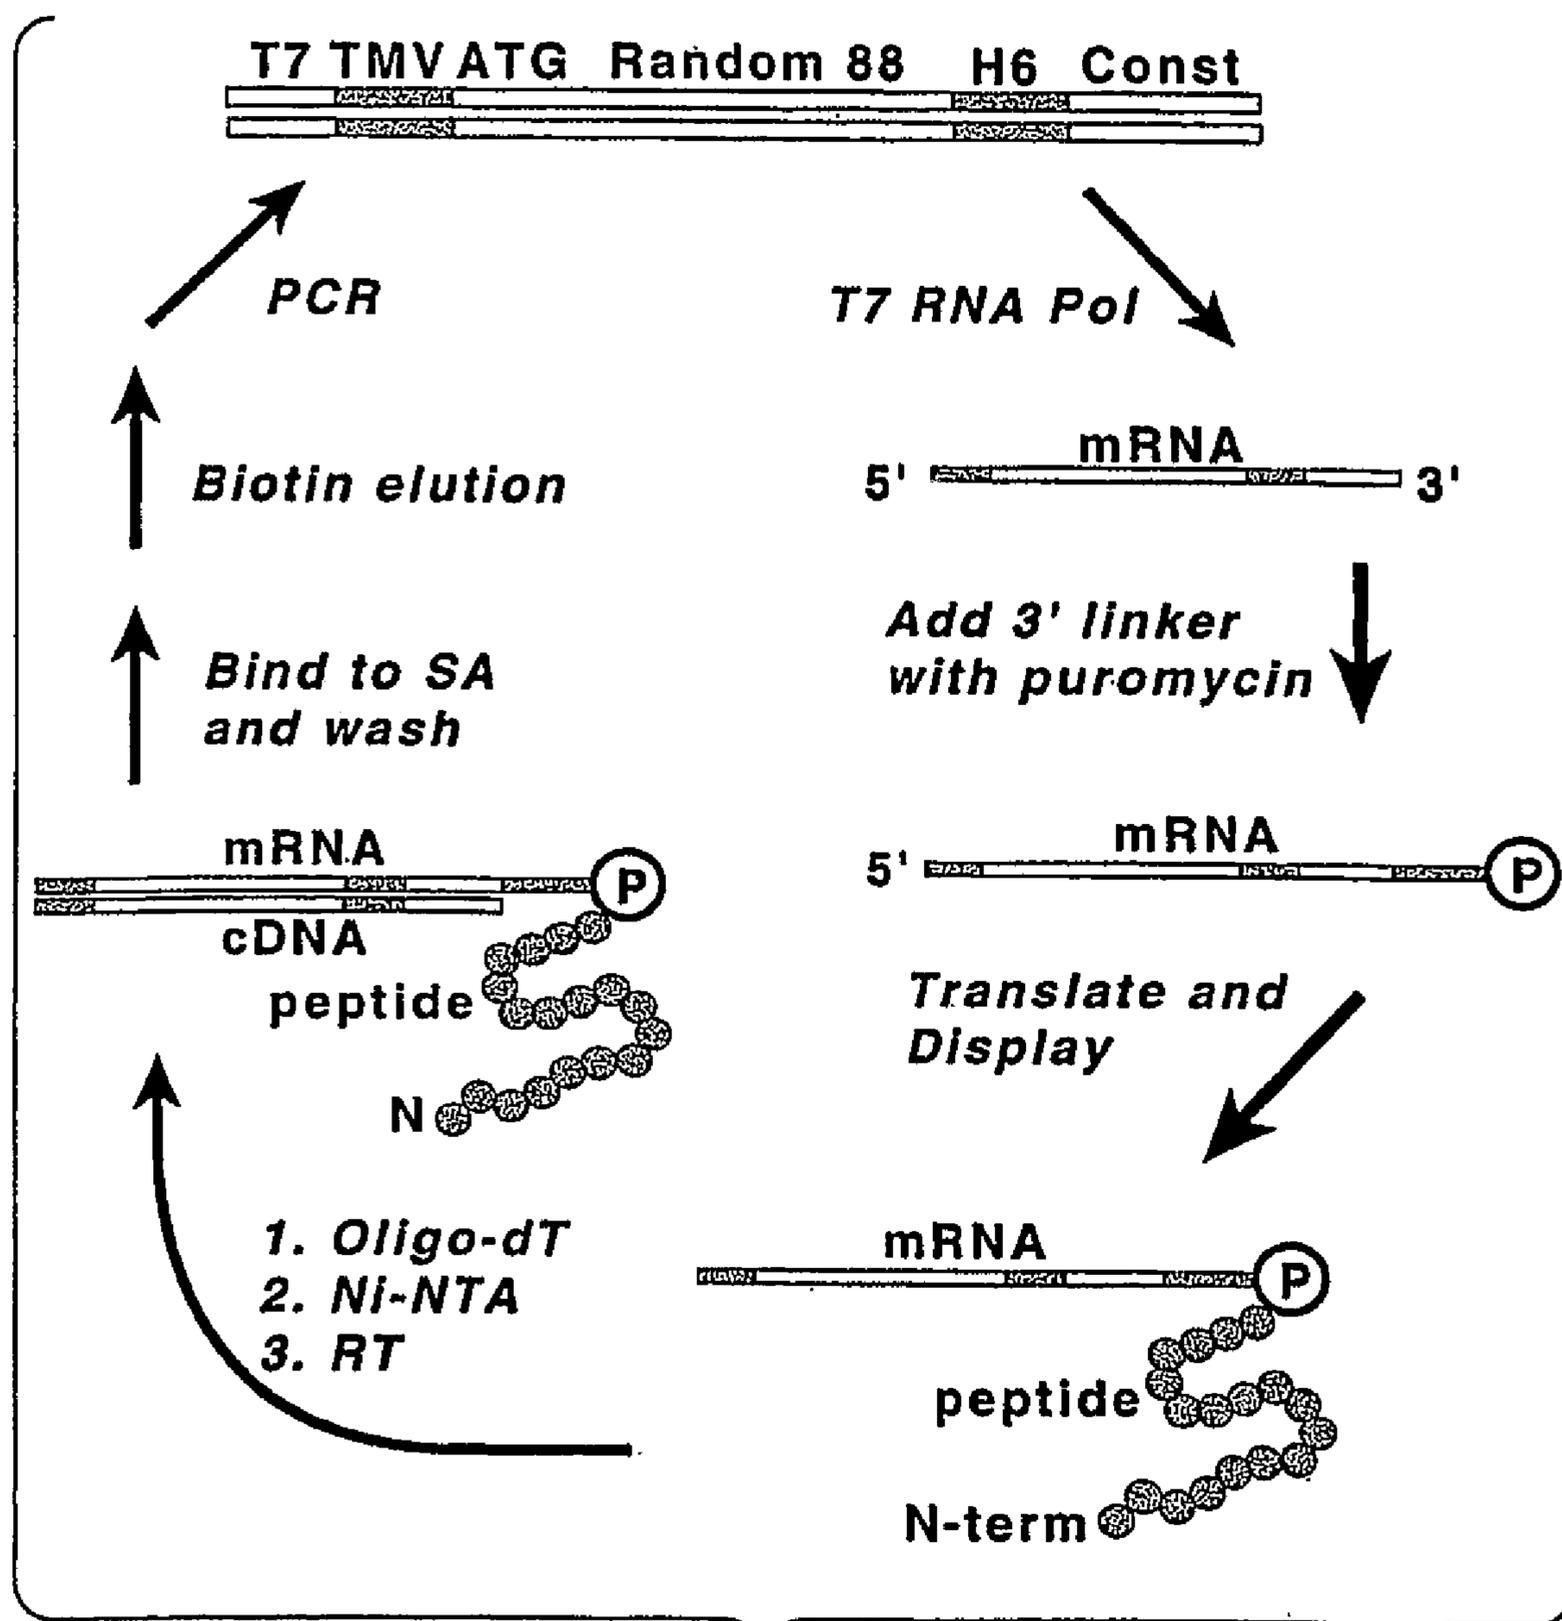 T7 TMV ATG Random 88 H6 Const
PCR
T7 RNA Pol
mRNA
5' 3'
Biotin elution
Add 3' linker
with puromycin
Bind to SA
and wash
mRNA
5' P
mRNA
P
cDNA
peptide
N
Translate and
Display
1. Oligo-dT
2. Ni-NTA
3. RT
mRNA
P
peptide
N-term